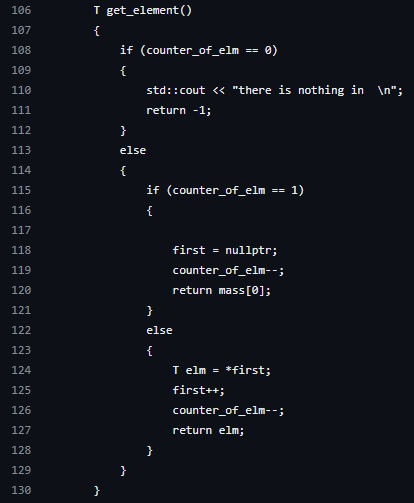 106         T get_element()
107         {
108             if (counter_of_elm == 0)
109             {
110                 std::cout << "there is nothing in  \n";
111                 return -1;
112             }
113             else
114             {
115                 if (counter_of_elm == 1)
116                 {
117
118                     first = nullptr;
119                     counter_of_elm--;
120                     return mass[0];
121                 }
122                 else
123                 {
124                     T elm = *first;
125                     first++;
126                     counter_of_elm--;
127                     return elm;
128                 }
129             }
130         }